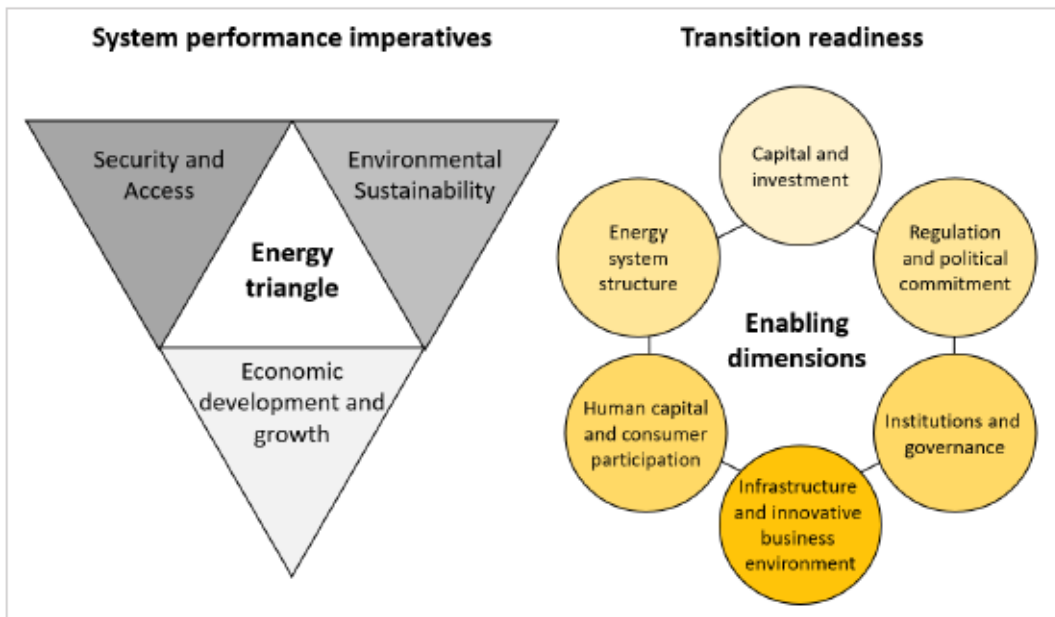 System performance imperatives
Security and
Access
Environmental
Sustainability
Energy
triangle
Economic
development and
growth
Transition readiness
Capital and
investment
Energy
system
structure
Regulation
and political
commitment
Enabling
dimensions
Human capital
and consumer
participation
Institutions and
governance
Infrastructure
and innovative
business
environment